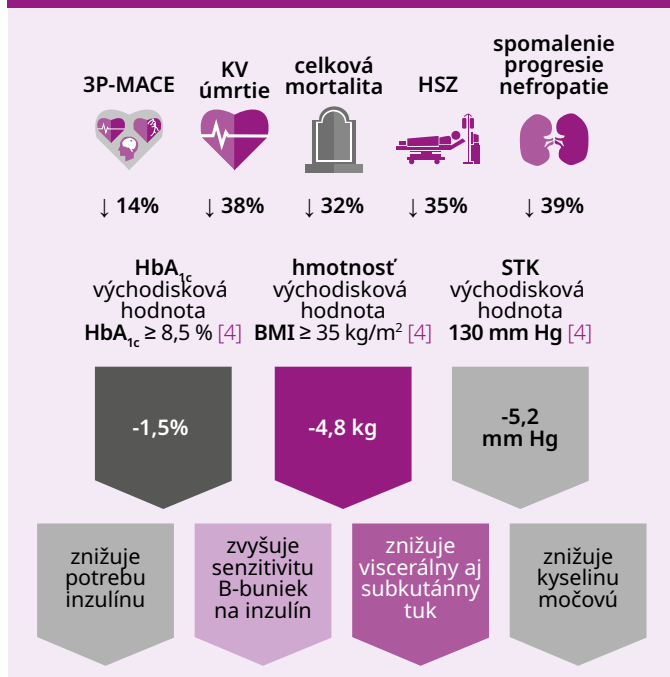 3P-MACE
KV
úmrtie
celková
mortalita
HSZ
spomalenie
progresie
nefropatie
↓ 14%
↓ 38%
↓ 32%
↓ 35%
↓ 39%
HbA1c
východisková
hodnota
HbA1c ≥ 8,5 % [4]
hmotnosť
východisková
hodnota
BMI ≥ 35 kg/m² [4]
STK
východisková
hodnota
130 mm Hg [4]
-1,5%
-4,8 kg
-5,2
mm Hg
znižuje
potrebu
inzulínu
zvyšuje
senzitivitu
B-buniek
na inzulín
znižuje
viscerálny aj
subkutánny
tuk
znižuje
kyselinu
močovú